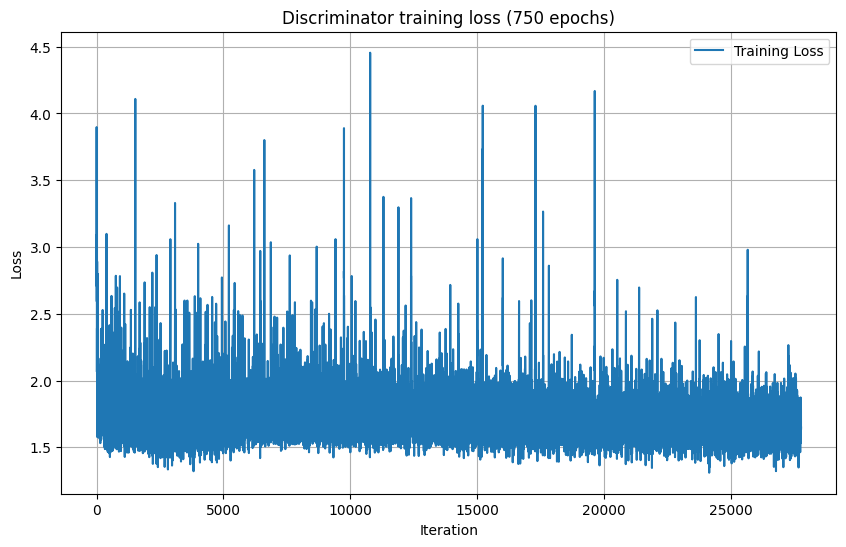 Discriminator training loss (750 epochs)
Training Loss
Loss
4.5
4.0
3.5
3.0
2.5
2.0
1.5
0 5000 10000 15000 20000 25000
Iteration